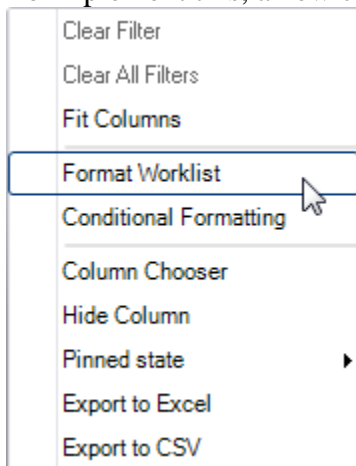 Clear Filter
Clear All Filters
Fit Columns
Format Worklist
Conditional Formatting
Column Chooser
Hide Column
Pinned state
Export to Excel
Export to CSV